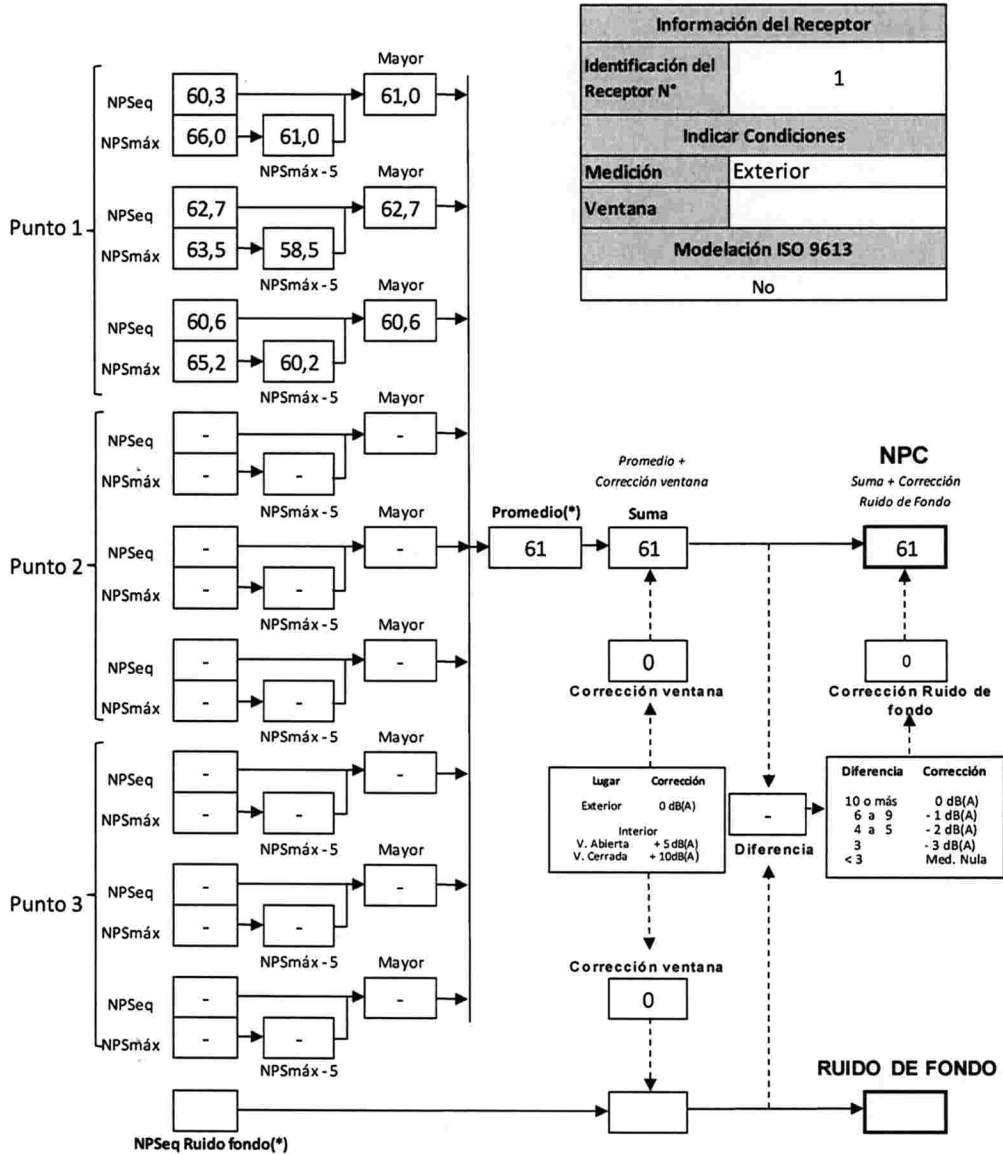 Información del Receptor
Identificación del Receptor N° 1
Indicar Condiciones
Medición Exterior
Ventana
Modelación ISO 9613
No
Punto 1
Mayor
NPSeq 60,3 61,0
NPSmáx 66,0 61,0
NPSmáx - 5
Mayor
NPSeq 62,7 62,7
NPSmáx 63,5 58,5
NPSmáx - 5
Mayor
NPSeq 60,6 60,6
NPSmáx 65,2 60,2
NPSmáx - 5
Punto 2
Mayor
NPSeq - -
NPSmáx - -
NPSmáx - 5
Mayor
NPSeq - -
NPSmáx - -
NPSmáx - 5
Mayor
NPSeq - -
NPSmáx - -
NPSmáx - 5
Punto 3
Mayor
NPSeq - -
NPSmáx - -
NPSmáx - 5
Mayor
NPSeq - -
NPSmáx - -
NPSmáx - 5
Mayor
NPSeq - -
NPSmáx - -
NPSmáx - 5
NPSeq Ruido fondo(*)
Promedio(*)
61
Promedio +
Corrección ventana
Suma
61
0
Corrección ventana
Lugar Corrección
Exterior 0 dB(A)
Interior
V. Abierta + 5 dB(A)
V. Cerrada + 10dB(A)
Corrección ventana
0
-
Diferencia
NPC
Suma + Corrección
Ruido de Fondo
61
0
Corrección Ruido de
fondo
Diferencia Corrección
10 o más 0 dB(A)
6 a 9 - 1 dB(A)
4 a 5 - 2 dB(A)
3 - 3 dB(A)
< 3 Med. Nula
RUIDO DE FONDO